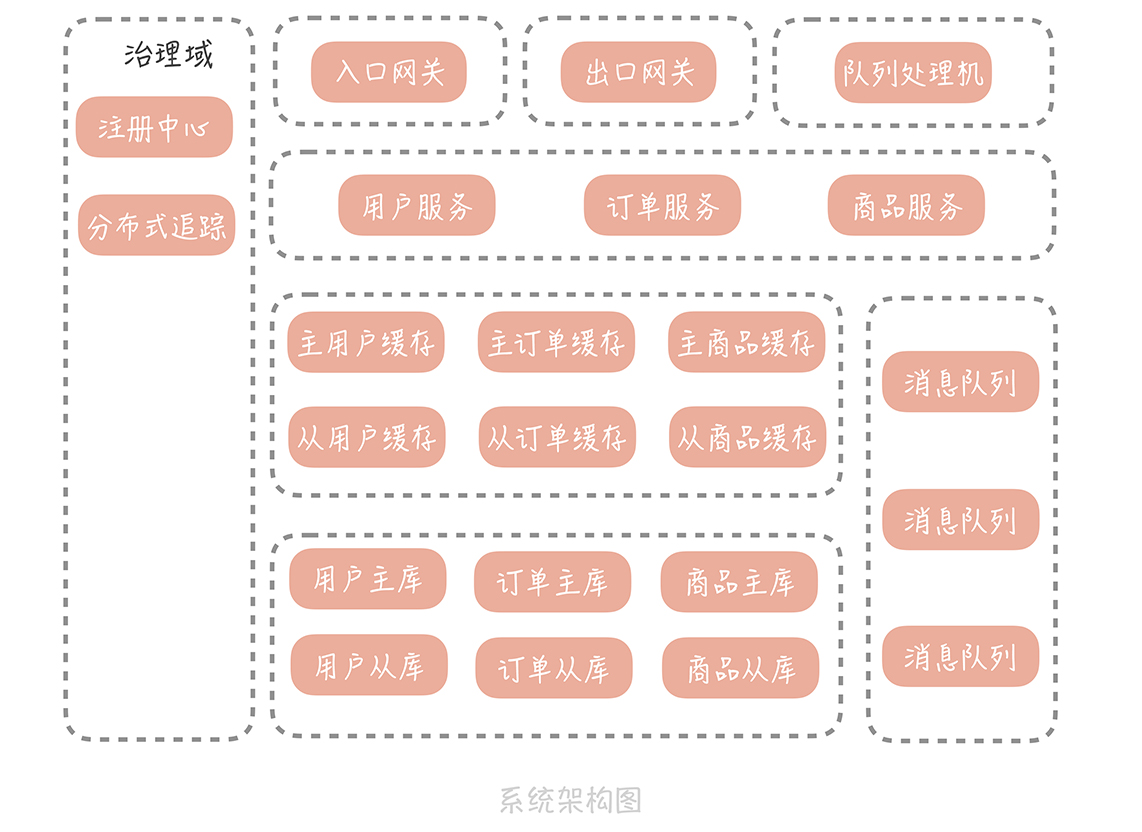 治理域
注册中心
分布式追踪
入口网关
出口网关
队列处理机
用户服务
订单服务
商品服务
主用户缓存
主订单缓存
主商品缓存
从用户缓存
从订单缓存
从商品缓存
用户主库
订单主库
商品主库
用户从库
订单从库
商品从库
消息队列
消息队列
消息队列
系统架构图